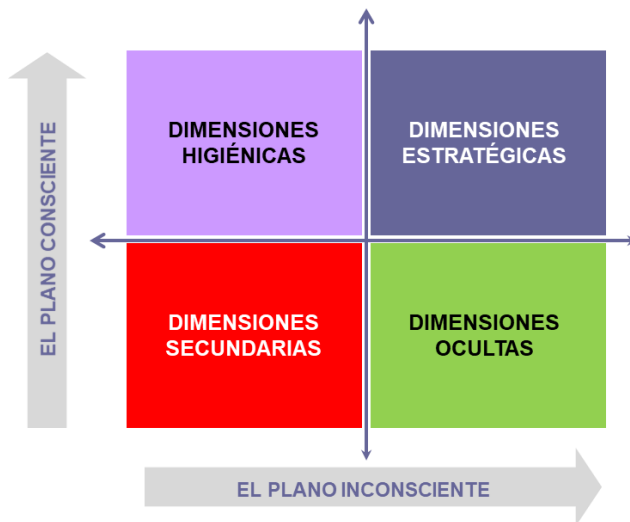 DIMENSIONES
HIGIÉNICAS
DIMENSIONES
ESTRATÉGICAS
EL PLANO CONSCIENTE
DIMENSIONES
SECUNDARIAS
DIMENSIONES
OCULTAS
EL PLANO INCONSCIENTE